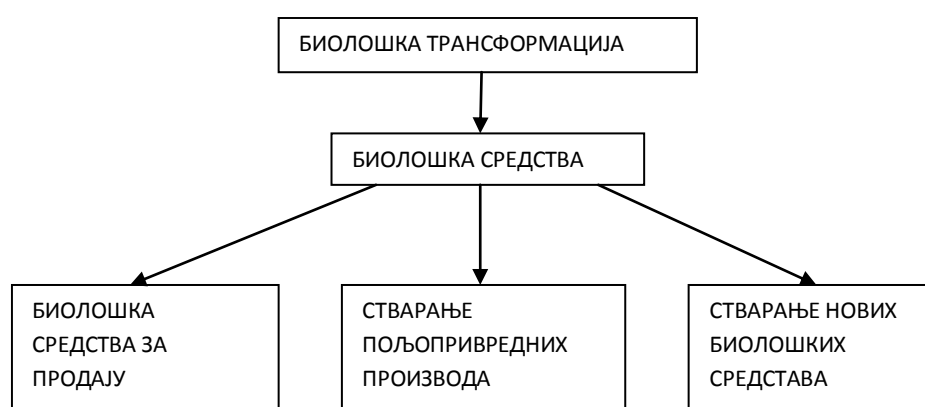 БИОЛОШКА ТРАНСФОРМАЦИЈА
БИОЛОШКА СРЕДСТВА
БИОЛОШКА
СРЕДСТВА ЗА
ПРОДАЈУ
СТВАРАЊЕ
ПОЉОПРИВРЕДНИХ
ПРОИЗВОДА
СТВАРАЊЕ НОВИХ
БИОЛОШКИХ
СРЕДСТАВА